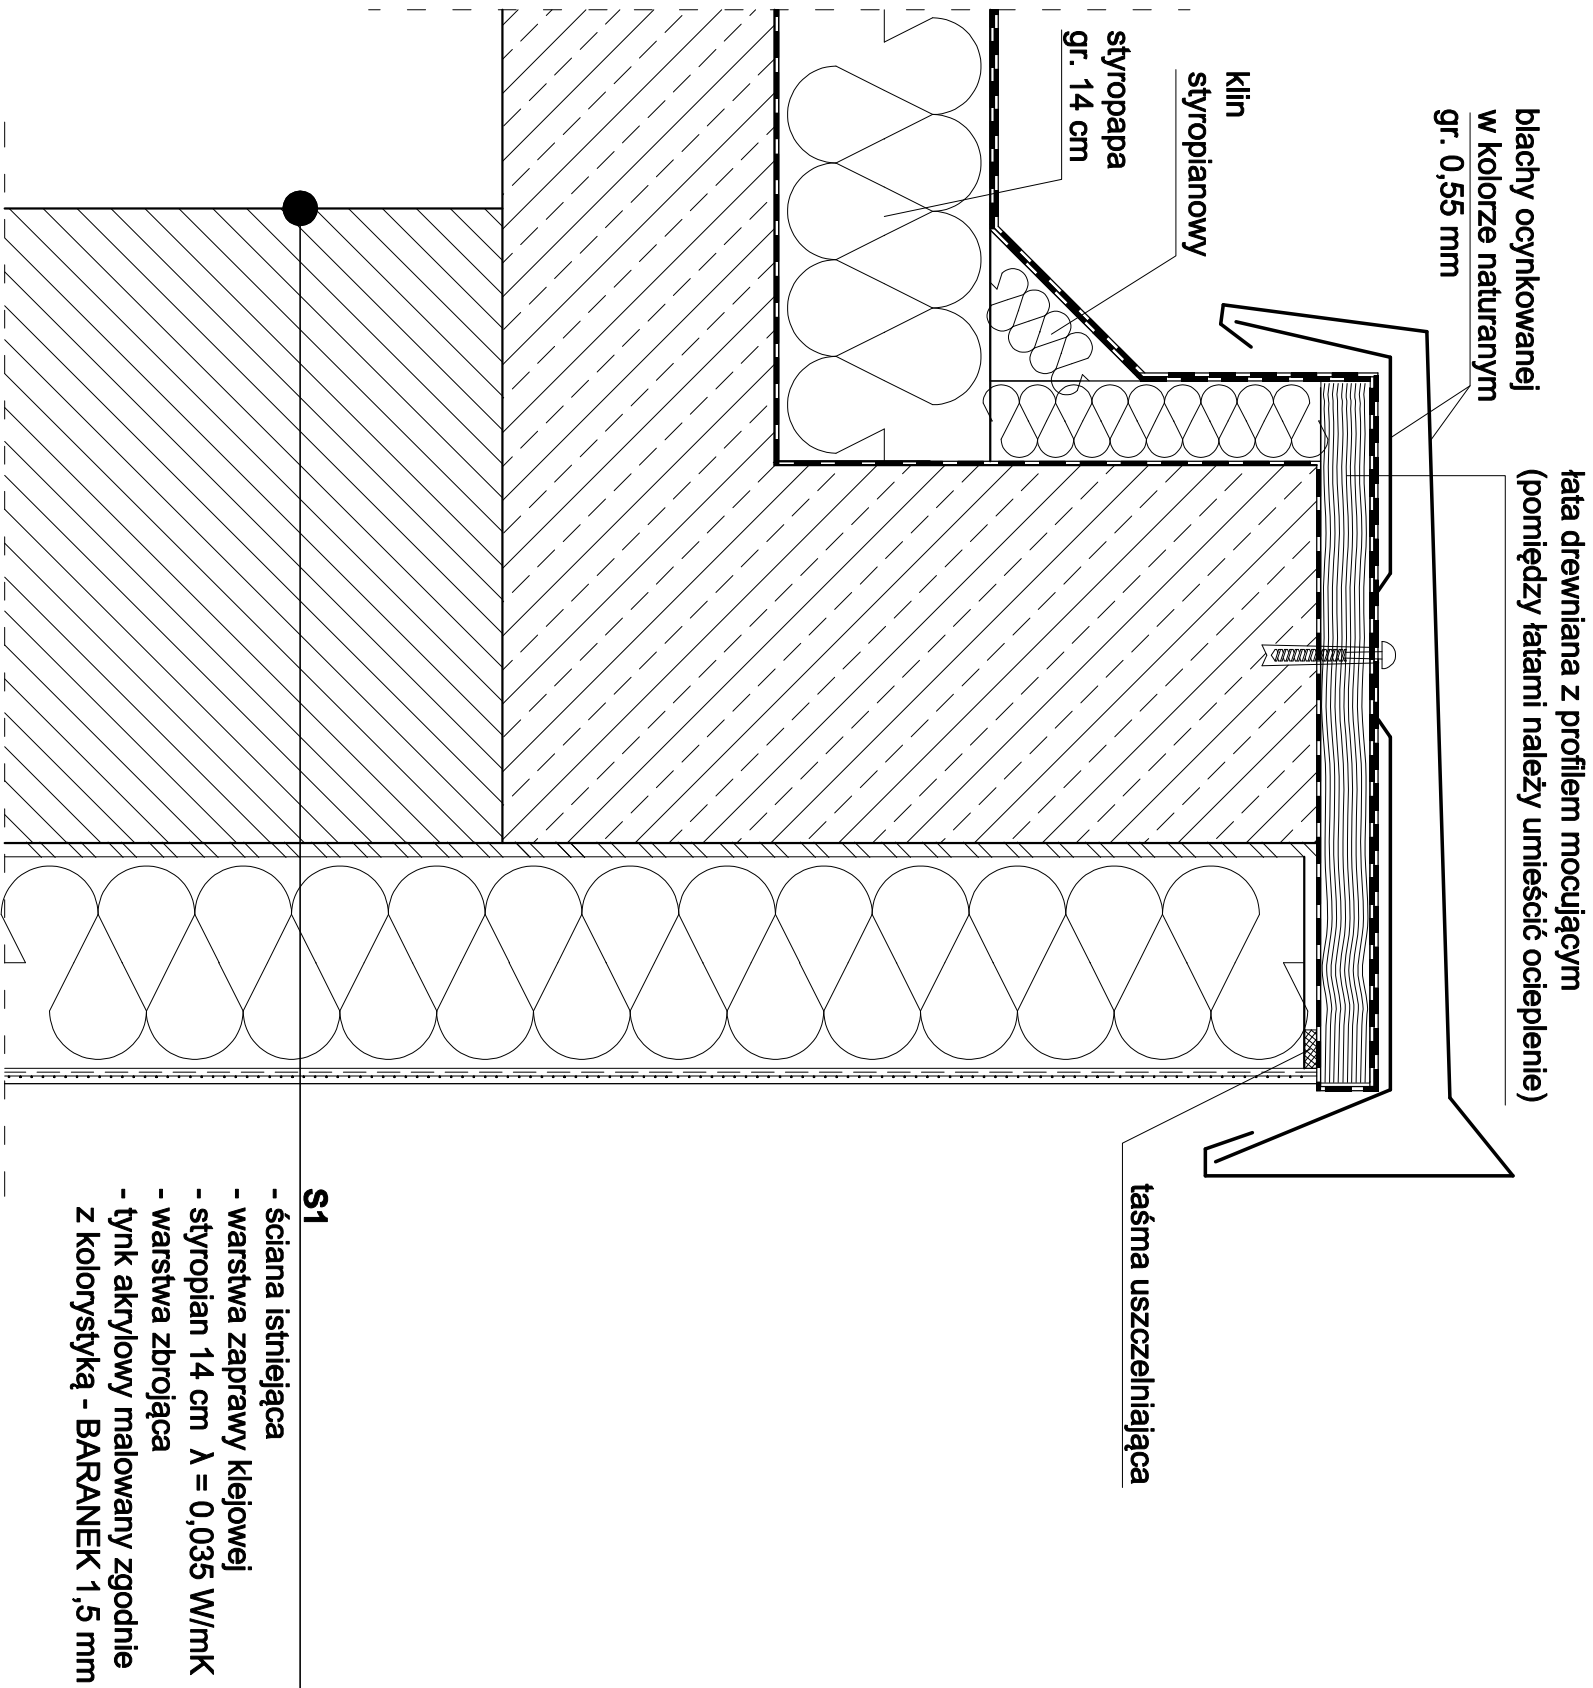 łata drewniana z profilem mocującym
(pomiędzy łatami należy umieścić ocieplenie)
blachy ocynkowanej
w kolorze naturanym
gr. 0,55 mm
klin
styropianowy
styropapa
gr. 14 cm
taśma uszczelniająca
S1
- ściana istniejąca
- warstwa zaprawy klejowej
- styropian 14 cm λ = 0,035 W/mK
- warstwa zbrojąca
- tynk akrylowy malowany zgodnie
z kolorystyką - BARANEK 1,5 mm